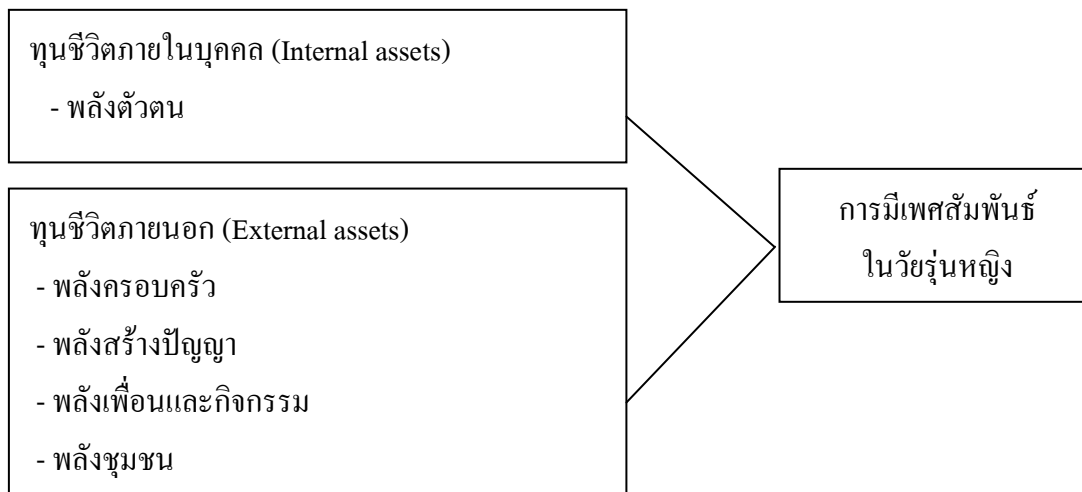 ทุนชีวิตภายในบุคคล (Internal assets)
- พลังตัวตน
ทุนชีวิตภายนอก (External assets)
- พลังครอบครัว
- พลังสร้างปัญญา
- พลังเพื่อนและกิจกรรม
- พลังชุมชน
การมีเพศสัมพันธ์
ในวัยรุ่นหญิง